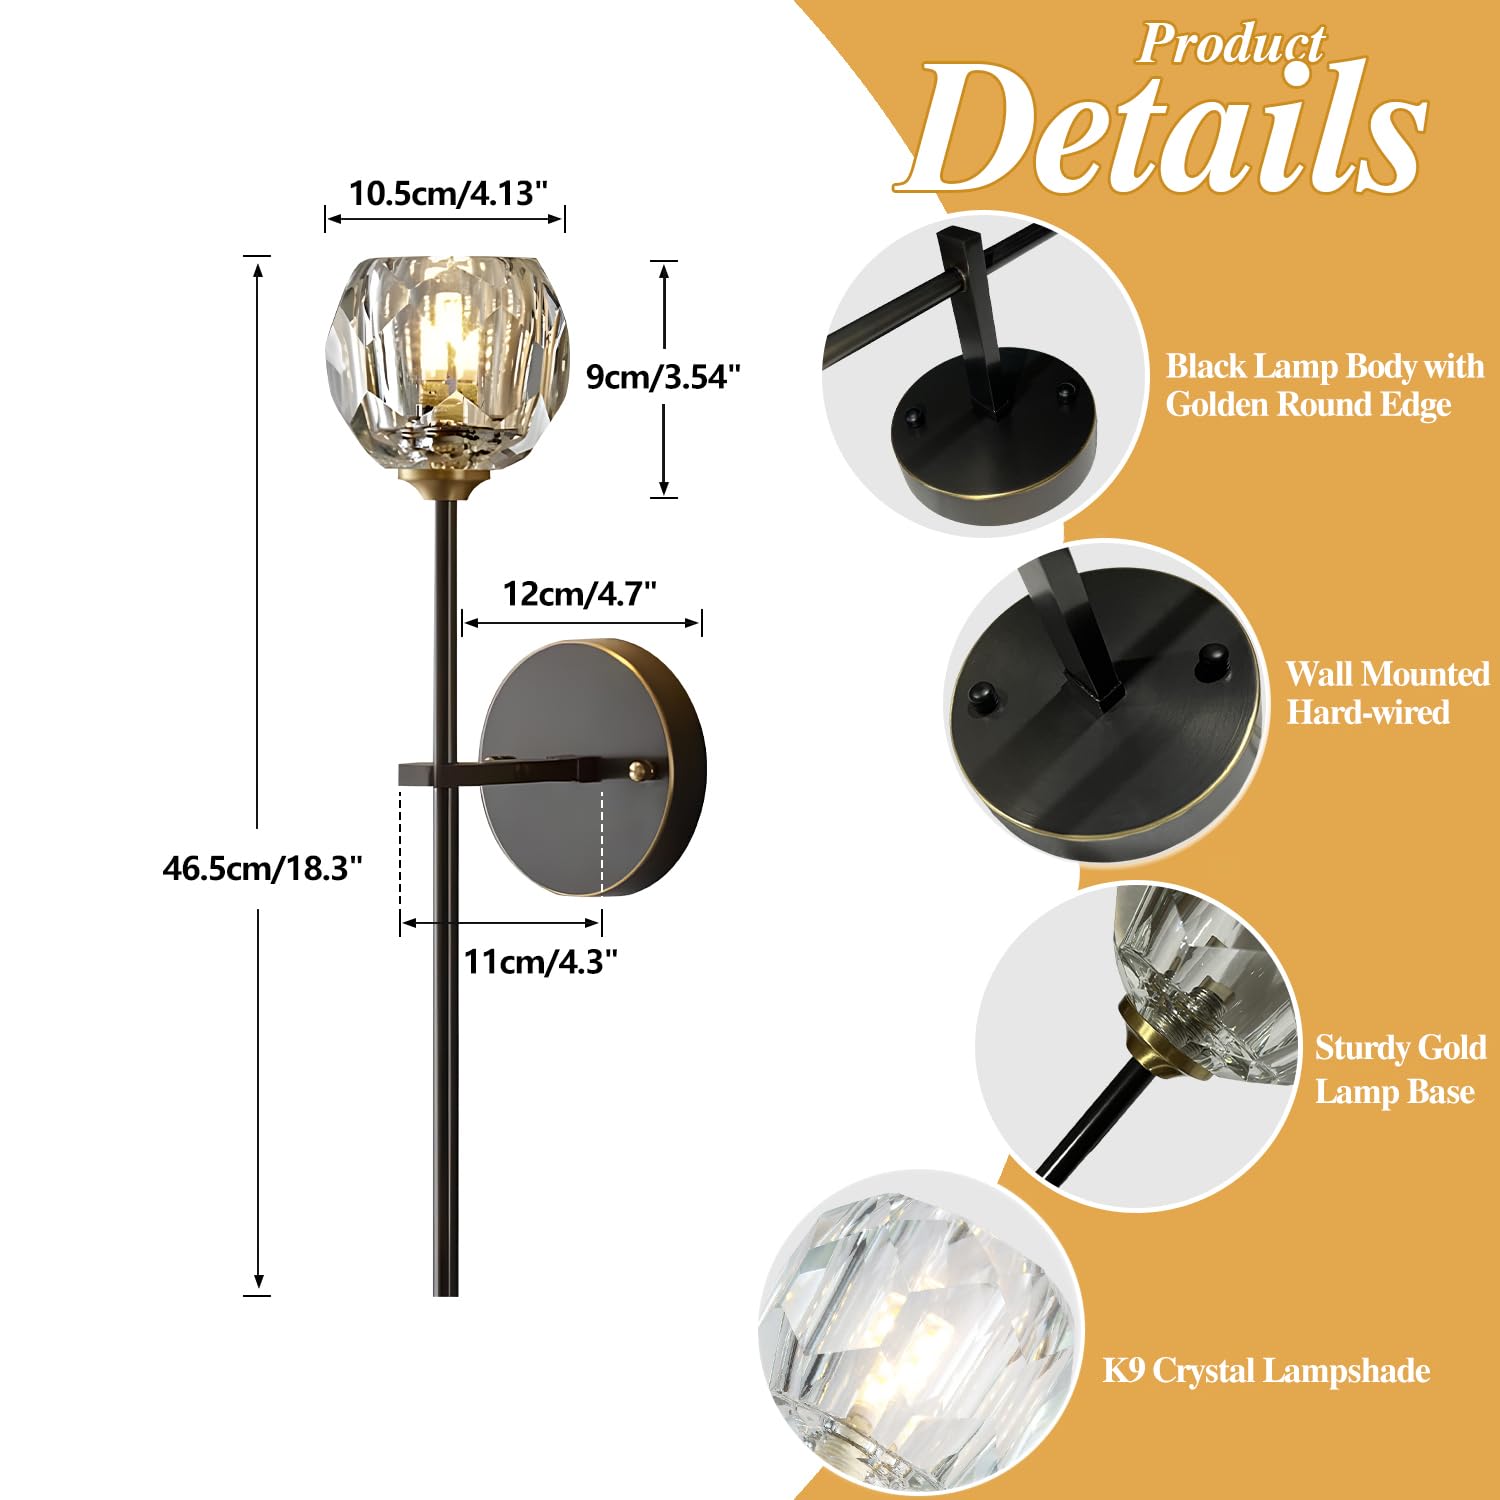 Product
Details
10.5cm/4.13"
9cm/3.54"
12cm/4.7"
46.5cm/18.3"
11cm/4.3"
Black Lamp Body with
Golden Round Edge
Wall Mounted
Hard-wired
Sturdy Gold
Lamp Base
K9 Crystal Lampshade